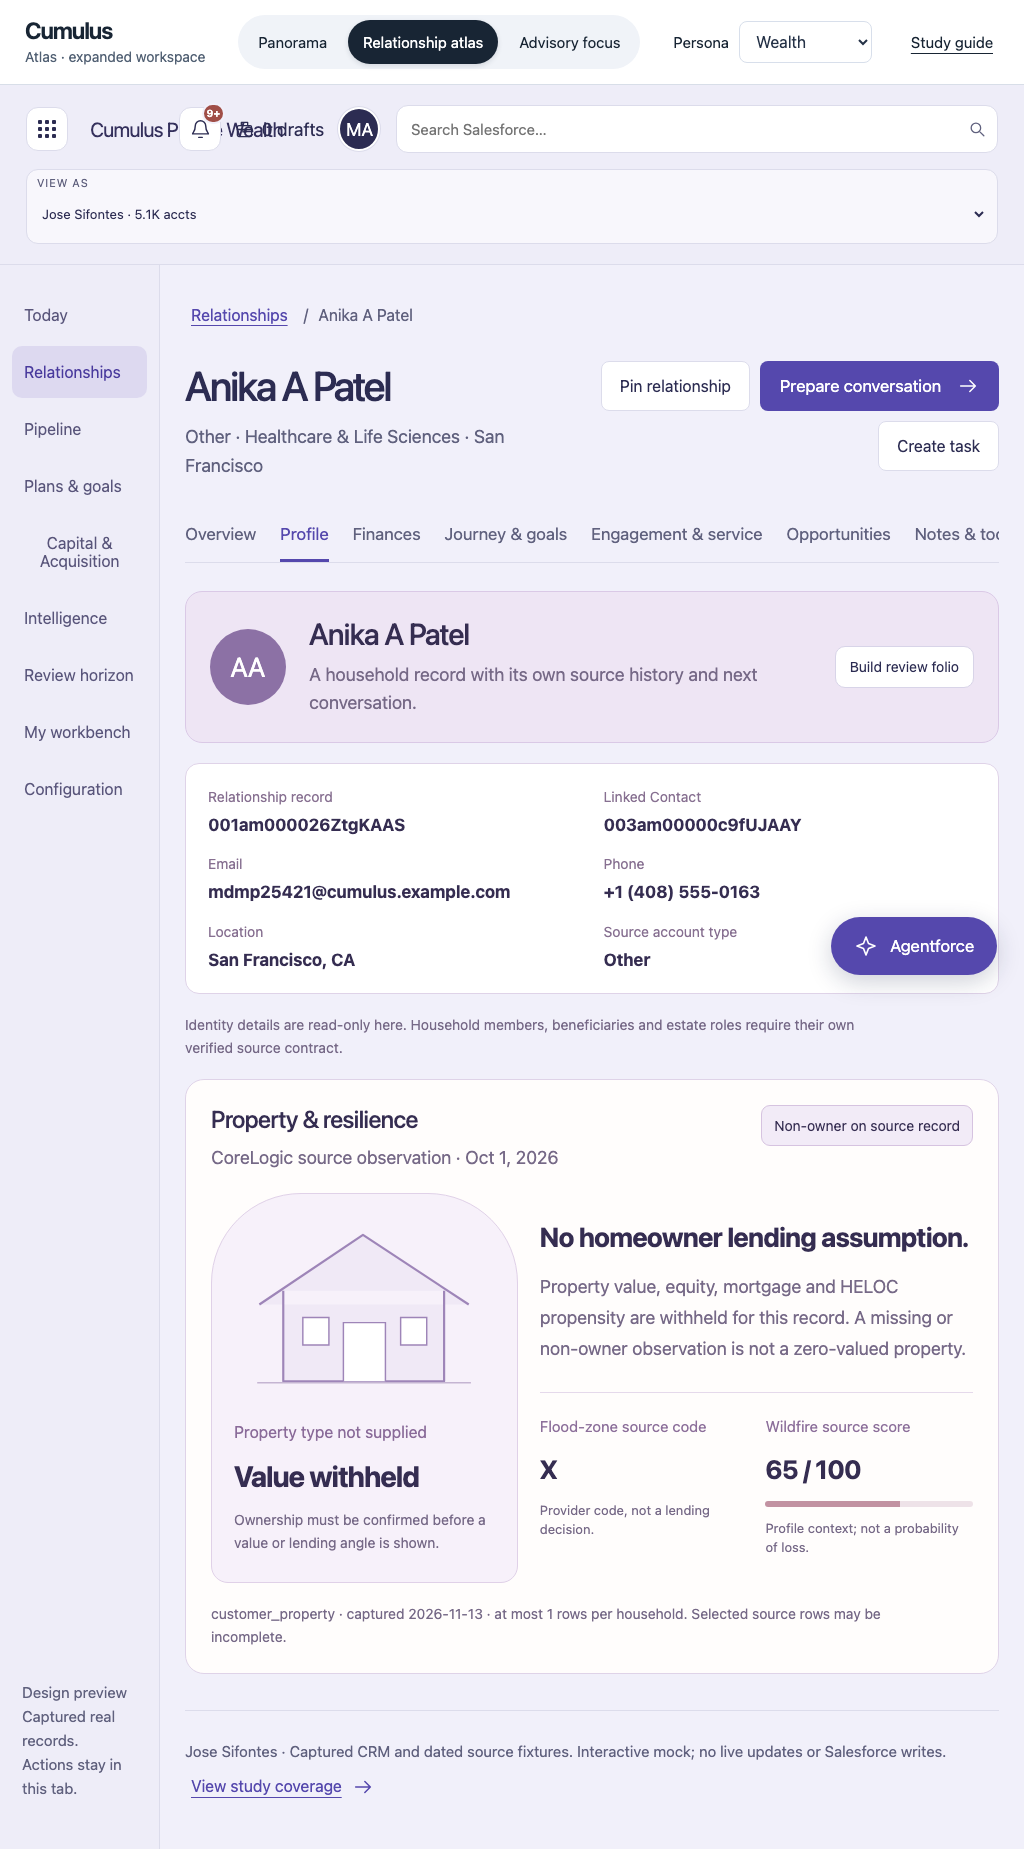 Cumulus
Atlas · expanded workspace
Panorama
Relationship atlas
Advisory focus
Persona
Wealth
Study guide
Cumulus P
e Wealth
9+
drafts
MA
Search Salesforce...
VIEW AS
Jose Sifontes · 5.1K accts
Today
Relationships
Pipeline
Plans & goals
Capital &
Acquisition
Intelligence
Review horizon
My workbench
Configuration
Design preview
Captured real
records.
Actions stay in
this tab.
Relationships / Anika A Patel
Anika A Patel
Other · Healthcare & Life Sciences · San
Francisco
Pin relationship
Prepare conversation
Create task
Overview
Profile
Finances
Journey & goals
Engagement & service
Opportunities
Notes & too
AA
Anika A Patel
A household record with its own source history and next
conversation.
Build review folio
Relationship record
001am000026ZtgKAAS
Linked Contact
003am00000c9fUJAAY
Email
mdmp25421@cumulus.example.com
Phone
+1 (408) 555-0163
Location
San Francisco, CA
Source account type
Other
Agentforce
Identity details are read-only here. Household members, beneficiaries and estate roles require their own
verified source contract.
Property & resilience
CoreLogic source observation · Oct 1, 2026
Non-owner on source record
Property type not supplied
Value withheld
Ownership must be confirmed before a
value or lending angle is shown.
No homeowner lending assumption.
Property value, equity, mortgage and HELOC
propensity are withheld for this record. A missing or
non-owner observation is not a zero-valued property.
Flood-zone source code
X
Provider code, not a lending
decision.
Wildfire source score
65 / 100
Profile context; not a probability
of loss.
customer_property · captured 2026-11-13 · at most 1 rows per household. Selected source rows may be
incomplete.
Jose Sifontes · Captured CRM and dated source fixtures. Interactive mock; no live updates or Salesforce writes.
View study coverage